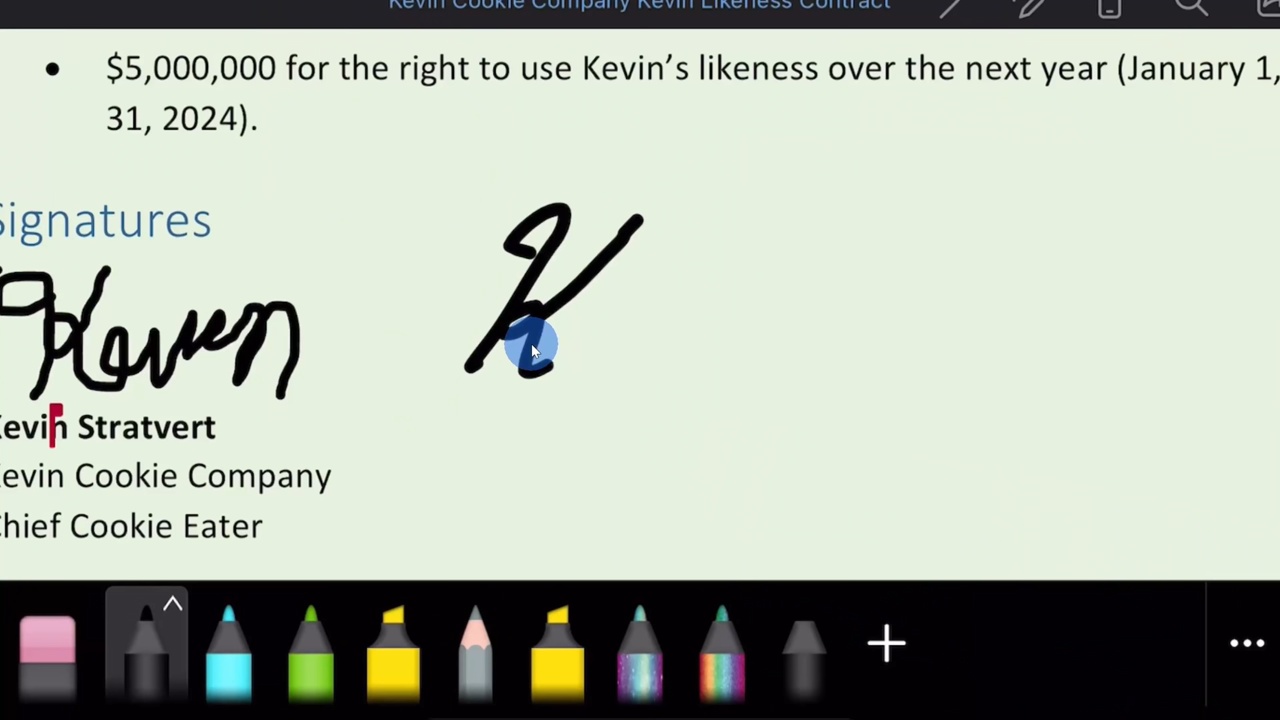 Kevin Cookie Company Kevin Likeness Contract
• $5,000,000 for the right to use Kevin's likeness over the next year (January 1,
31, 2024).
Signatures
Kevin K
Kevin Stratvert
Kevin Cookie Company
Chief Cookie Eater